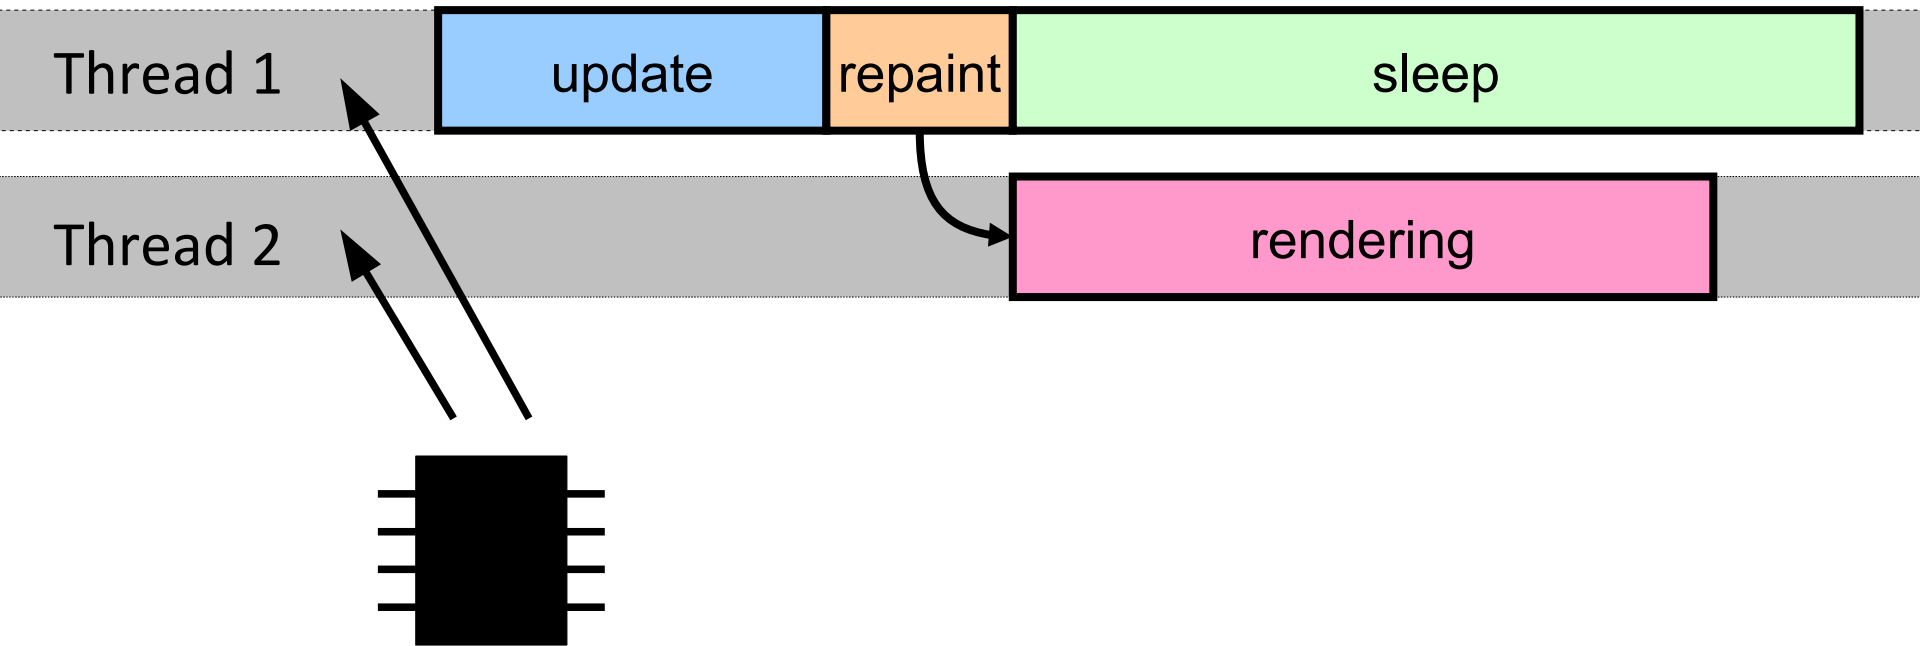 Thread 1
update
repaint
sleep
Thread 2
rendering